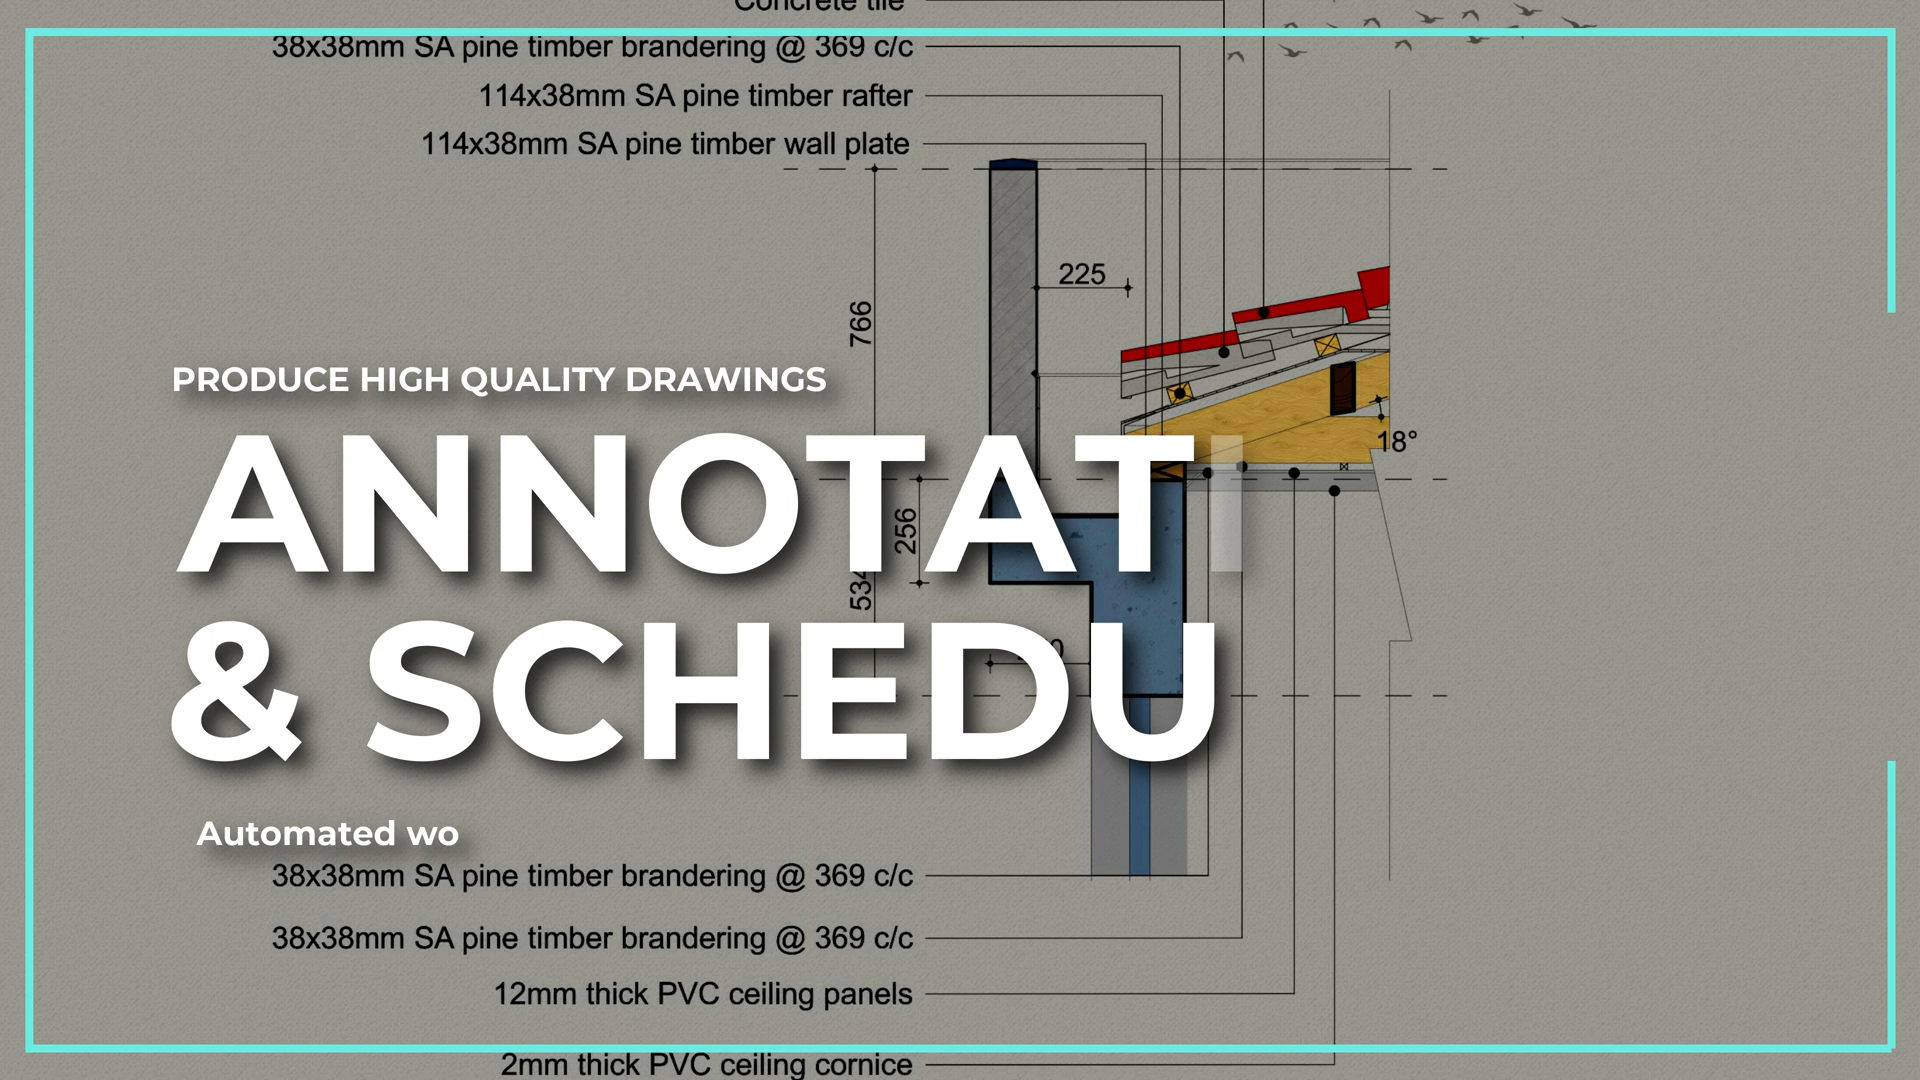 Concrete tile
38x38mm SA pine timber brandering @ 369 c/c
114x38mm SA pine timber rafter
114x38mm SA pine timber wall plate
225
766
PRODUCE HIGH QUALITY DRAWINGS
18°
ANNOTATI
256
534
& SCHEDU
Automated wo
38x38mm SA pine timber brandering @ 369 c/c
38x38mm SA pine timber brandering @ 369 c/c
12mm thick PVC ceiling panels
2mm thick PVC ceiling cornice